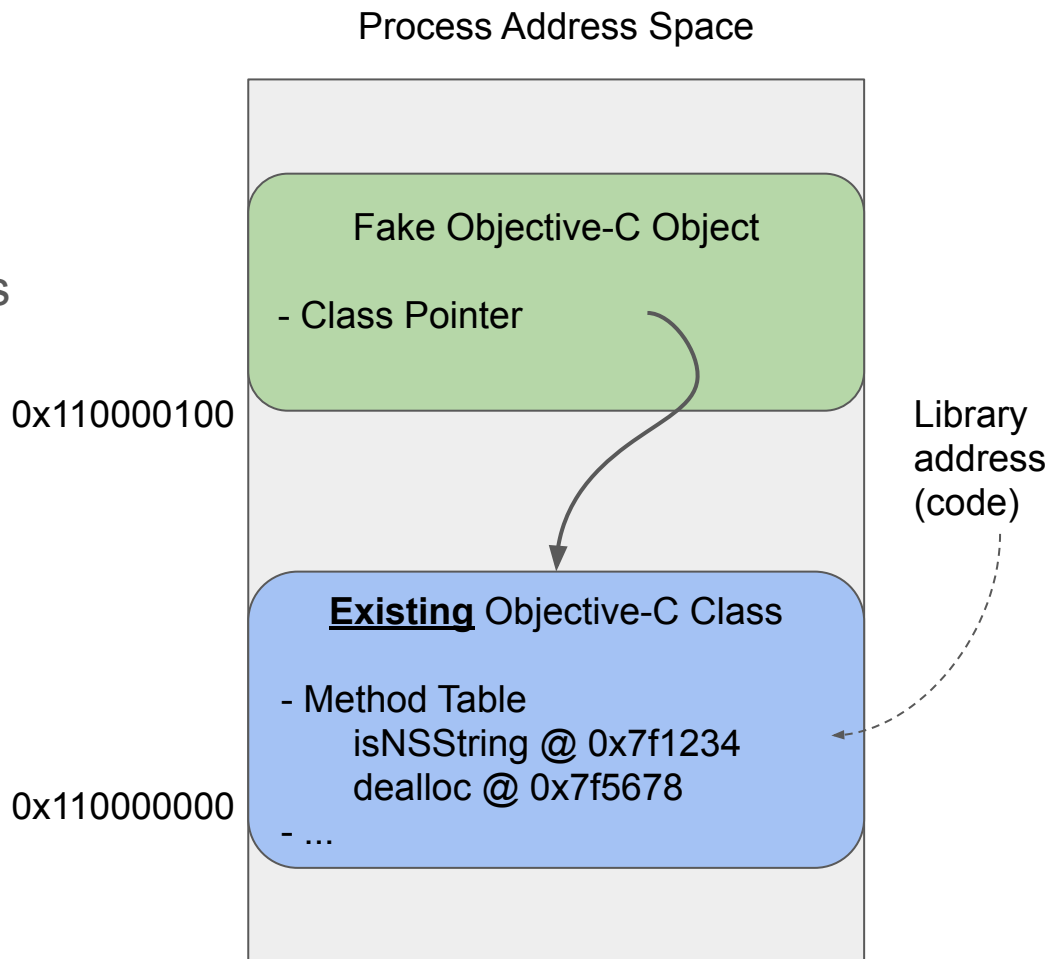 Process Address Space
Fake Objective-C Object
s
- Class Pointer
0x110000100
Library
address
(code)
Existing Objective-C Class
- Method Table
isNSString @ 0x7f1234
dealloc @ 0x7f5678
0x110000000
- ...